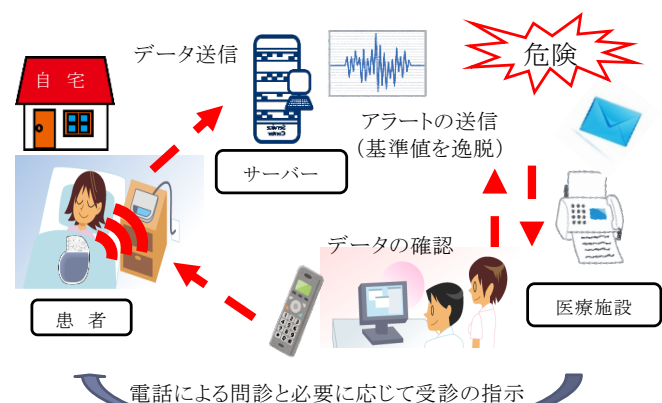 データ送信
危険
自 宅
アラートの送信
（基準値を逸脱）
サーバー
データの確認
医療施設
患 者
電話による問診と必要に応じて受診の指示